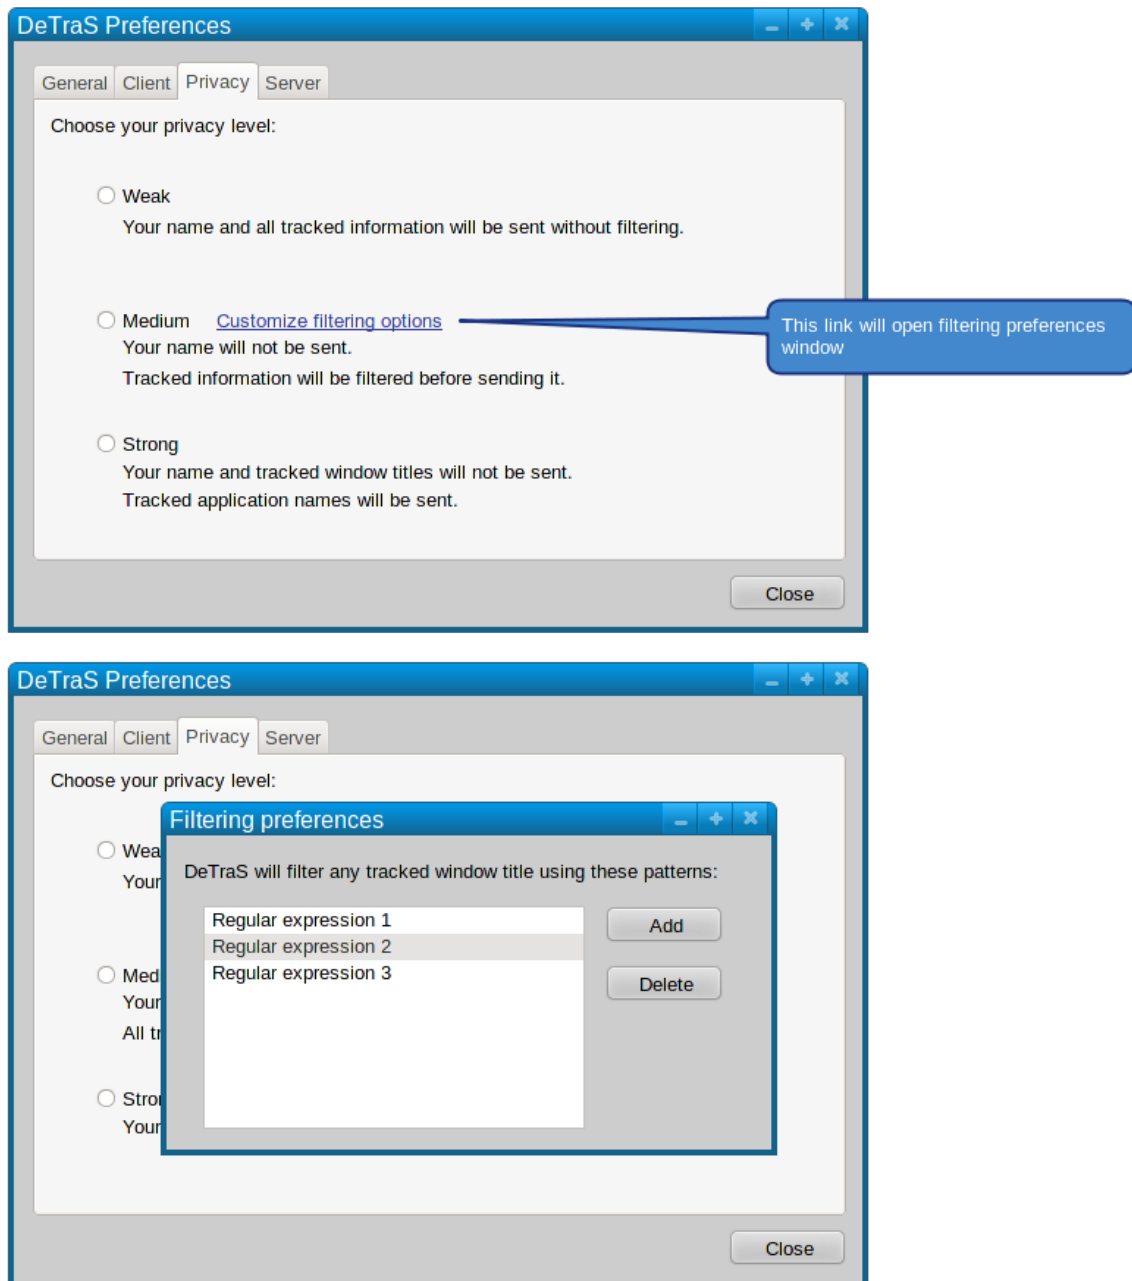 DeTraS Preferences
General Client Privacy Server
Choose your privacy level:
Weak
Your name and all tracked information will be sent without filtering.
Medium Customize filtering options
This link will open filtering preferences
window
Your name will not be sent.
Tracked information will be filtered before sending it.
Strong
Your name and tracked window titles will not be sent.
Tracked application names will be sent.
Close
DeTraS Preferences
General Client Privacy Server
Choose your privacy level:
Filtering preferences
Wea
DeTraS will filter any tracked window title using these patterns:
Your
Regular expression 1
Add
Regular expression 2
Regular expression 3
Med
Delete
Your
All tr
Stro
Your
Close